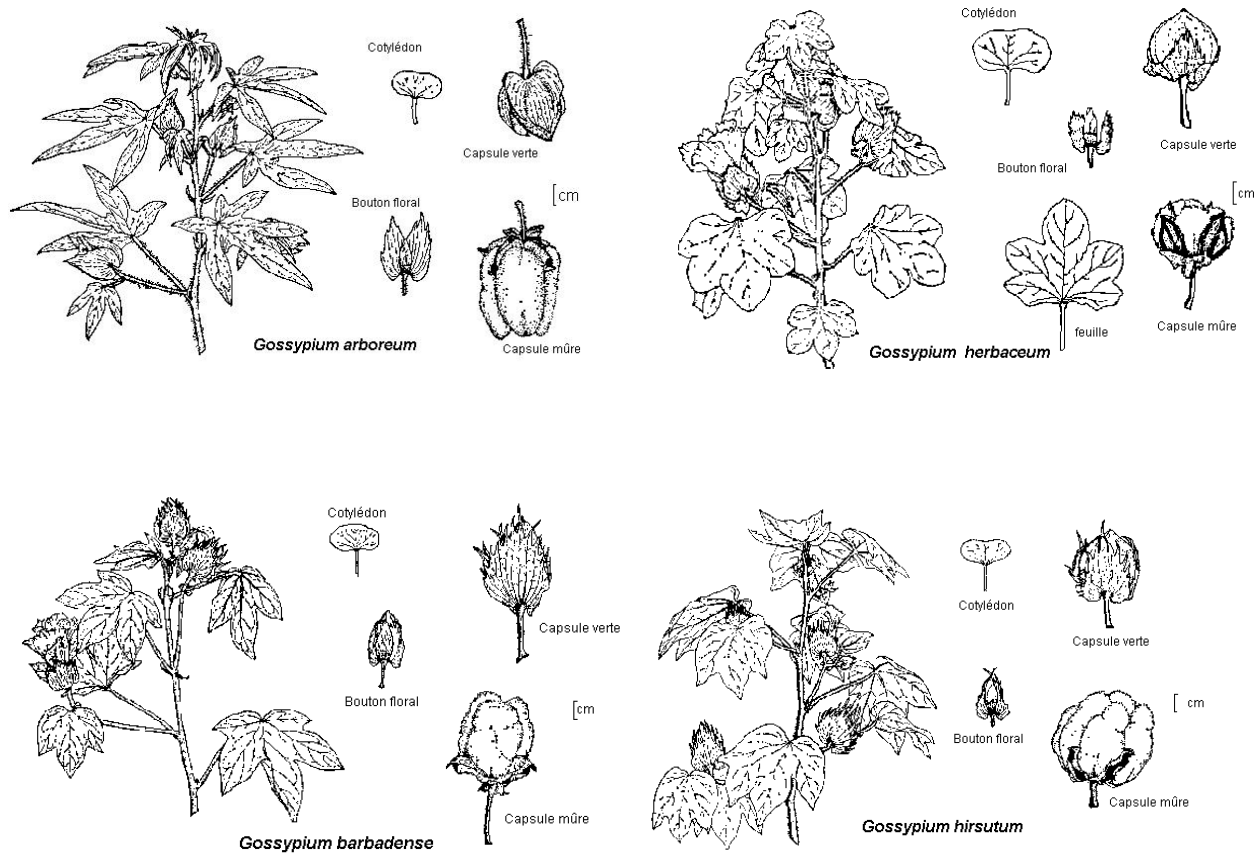 Cotylédon
Capsule verte
Bouton floral
cm
Capsule mûre
Gossypium arboreum
Cotylédon
Capsule verte
Bouton floral
cm
feuille
Capsule mûre
Gossypium herbaceum
Cotylédon
Capsule verte
Bouton floral
cm
Capsule mûre
Gossypium barbadense
Cotylédon
Capsule verte
Bouton floral
cm
Capsule mûre
Gossypium hirsutum